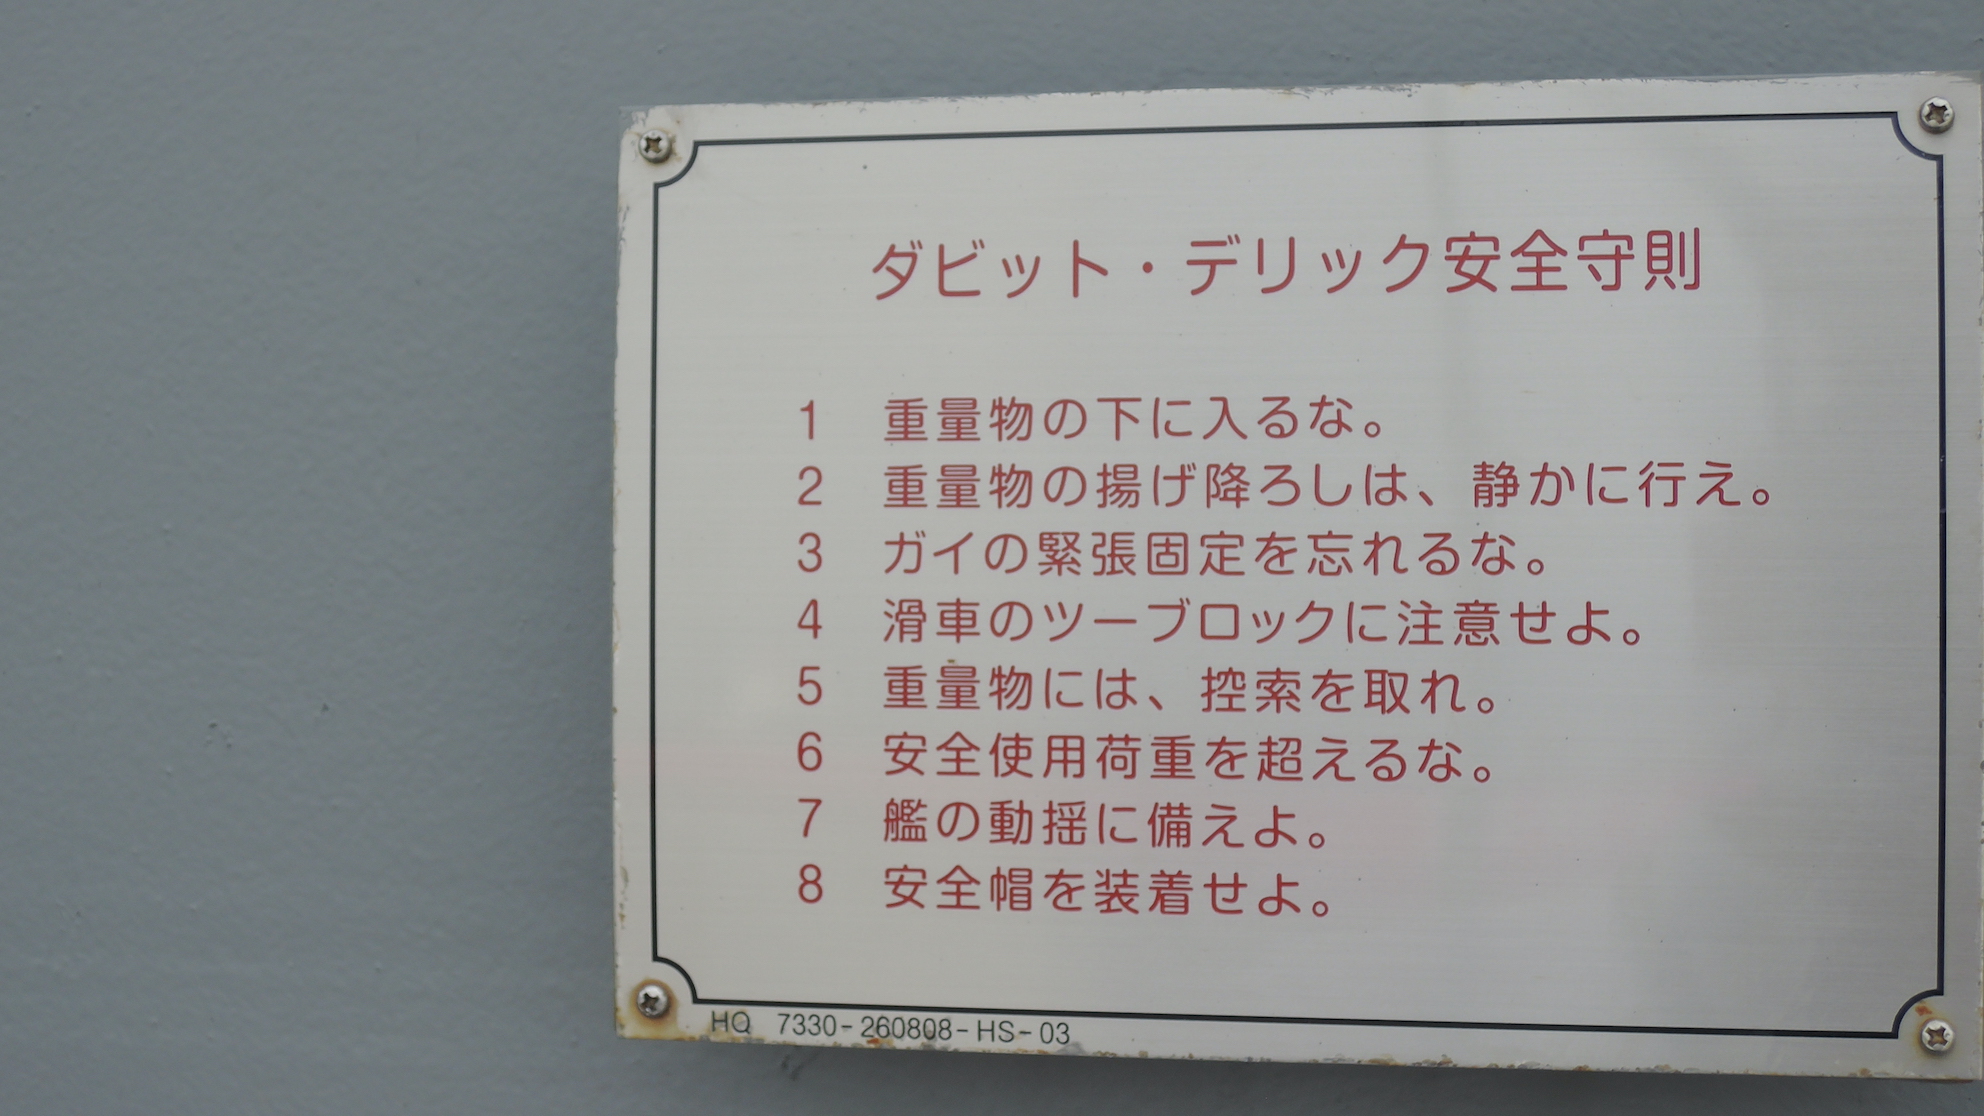 ダビット・デリック安全守則
1 重量物の下に入るな。
2 重量物の揚げ降ろしは、静かに行え。
3 ガイの緊張固定を忘れるな。
4 滑車のツーブロックに注意せよ。
5 重量物には、控索を取れ。
6 安全使用荷重を超えるな。
7 艦の動揺に備えよ。
8 安全帽を装着せよ。
HQ 7330-260808-HS-03